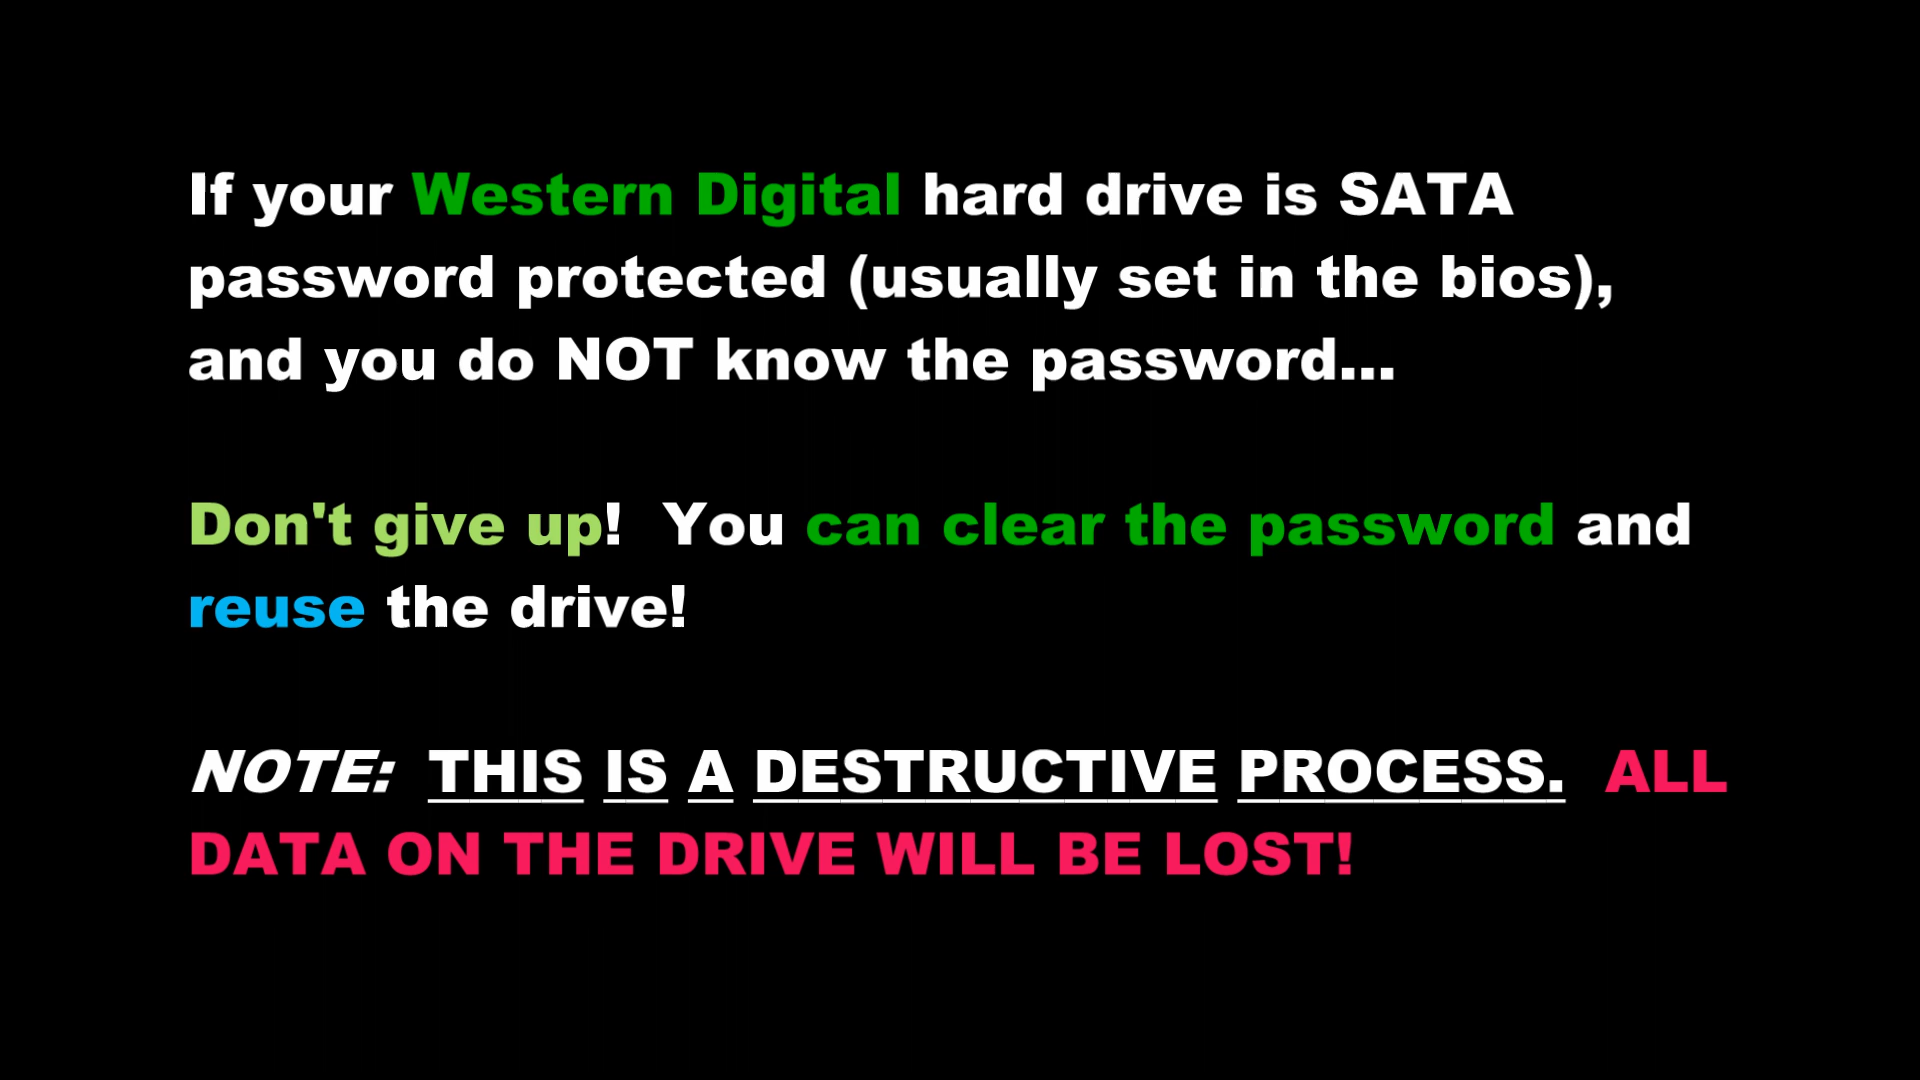 If your Western Digital hard drive is SATA
password protected (usually set in the bios),
and you do NOT know the password...
Don't give up!  You can clear the password and
reuse the drive!
NOTE:  THIS IS A DESTRUCTIVE PROCESS.  ALL
DATA ON THE DRIVE WILL BE LOST!